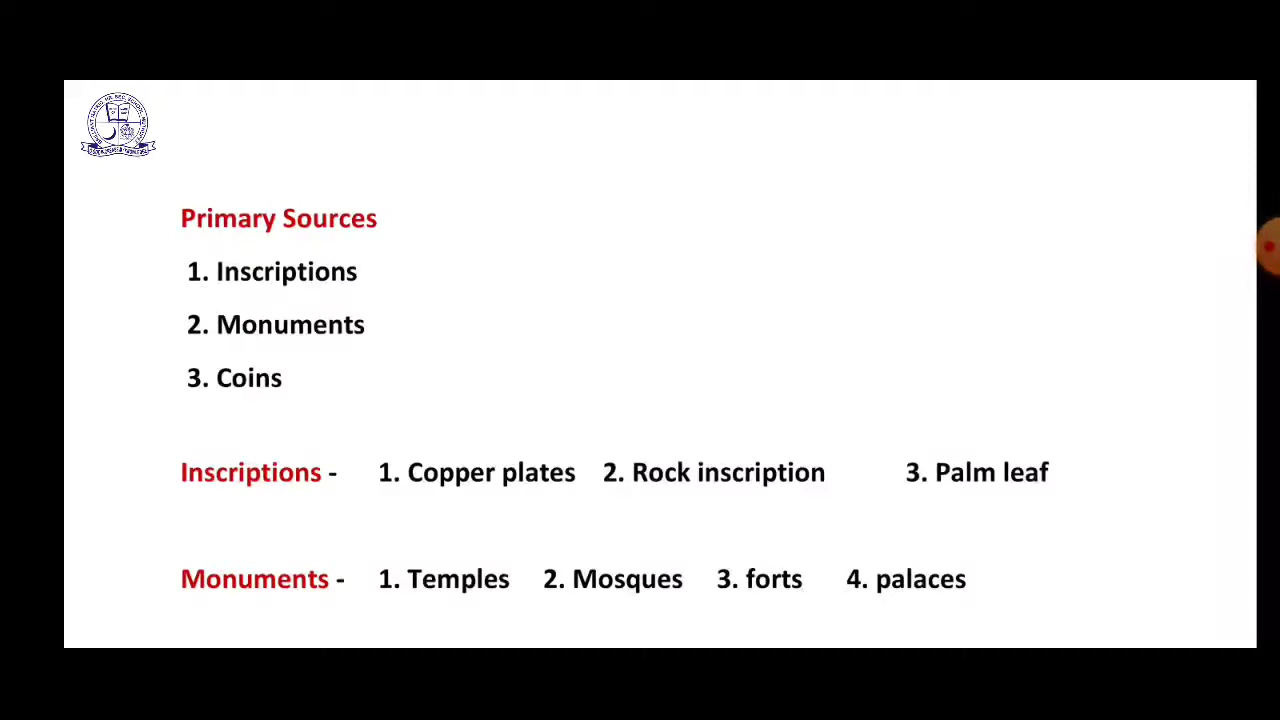 Primary Sources
1. Inscriptions
2. Monuments
3. Coins
Inscriptions - 1. Copper plates 2. Rock inscription 3. Palm leaf
Monuments - 1. Temples 2. Mosques 3. forts 4. palaces